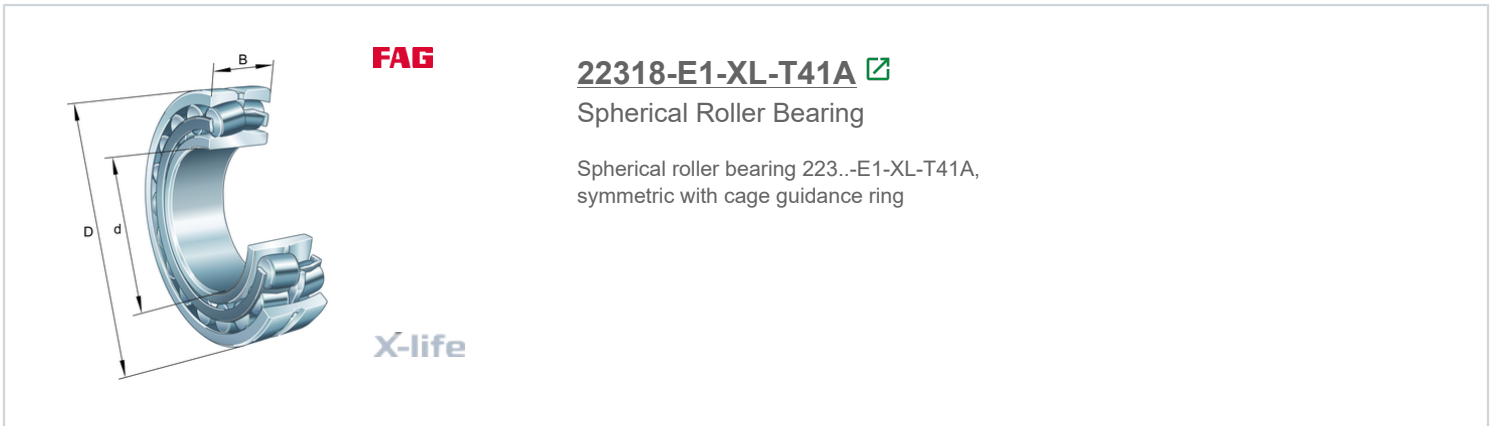 B
FAG
22318-E1-XL-T41A
Spherical Roller Bearing
Spherical roller bearing 223..-E1-XL-T41A,
symmetric with cage guidance ring
D
d
X-life